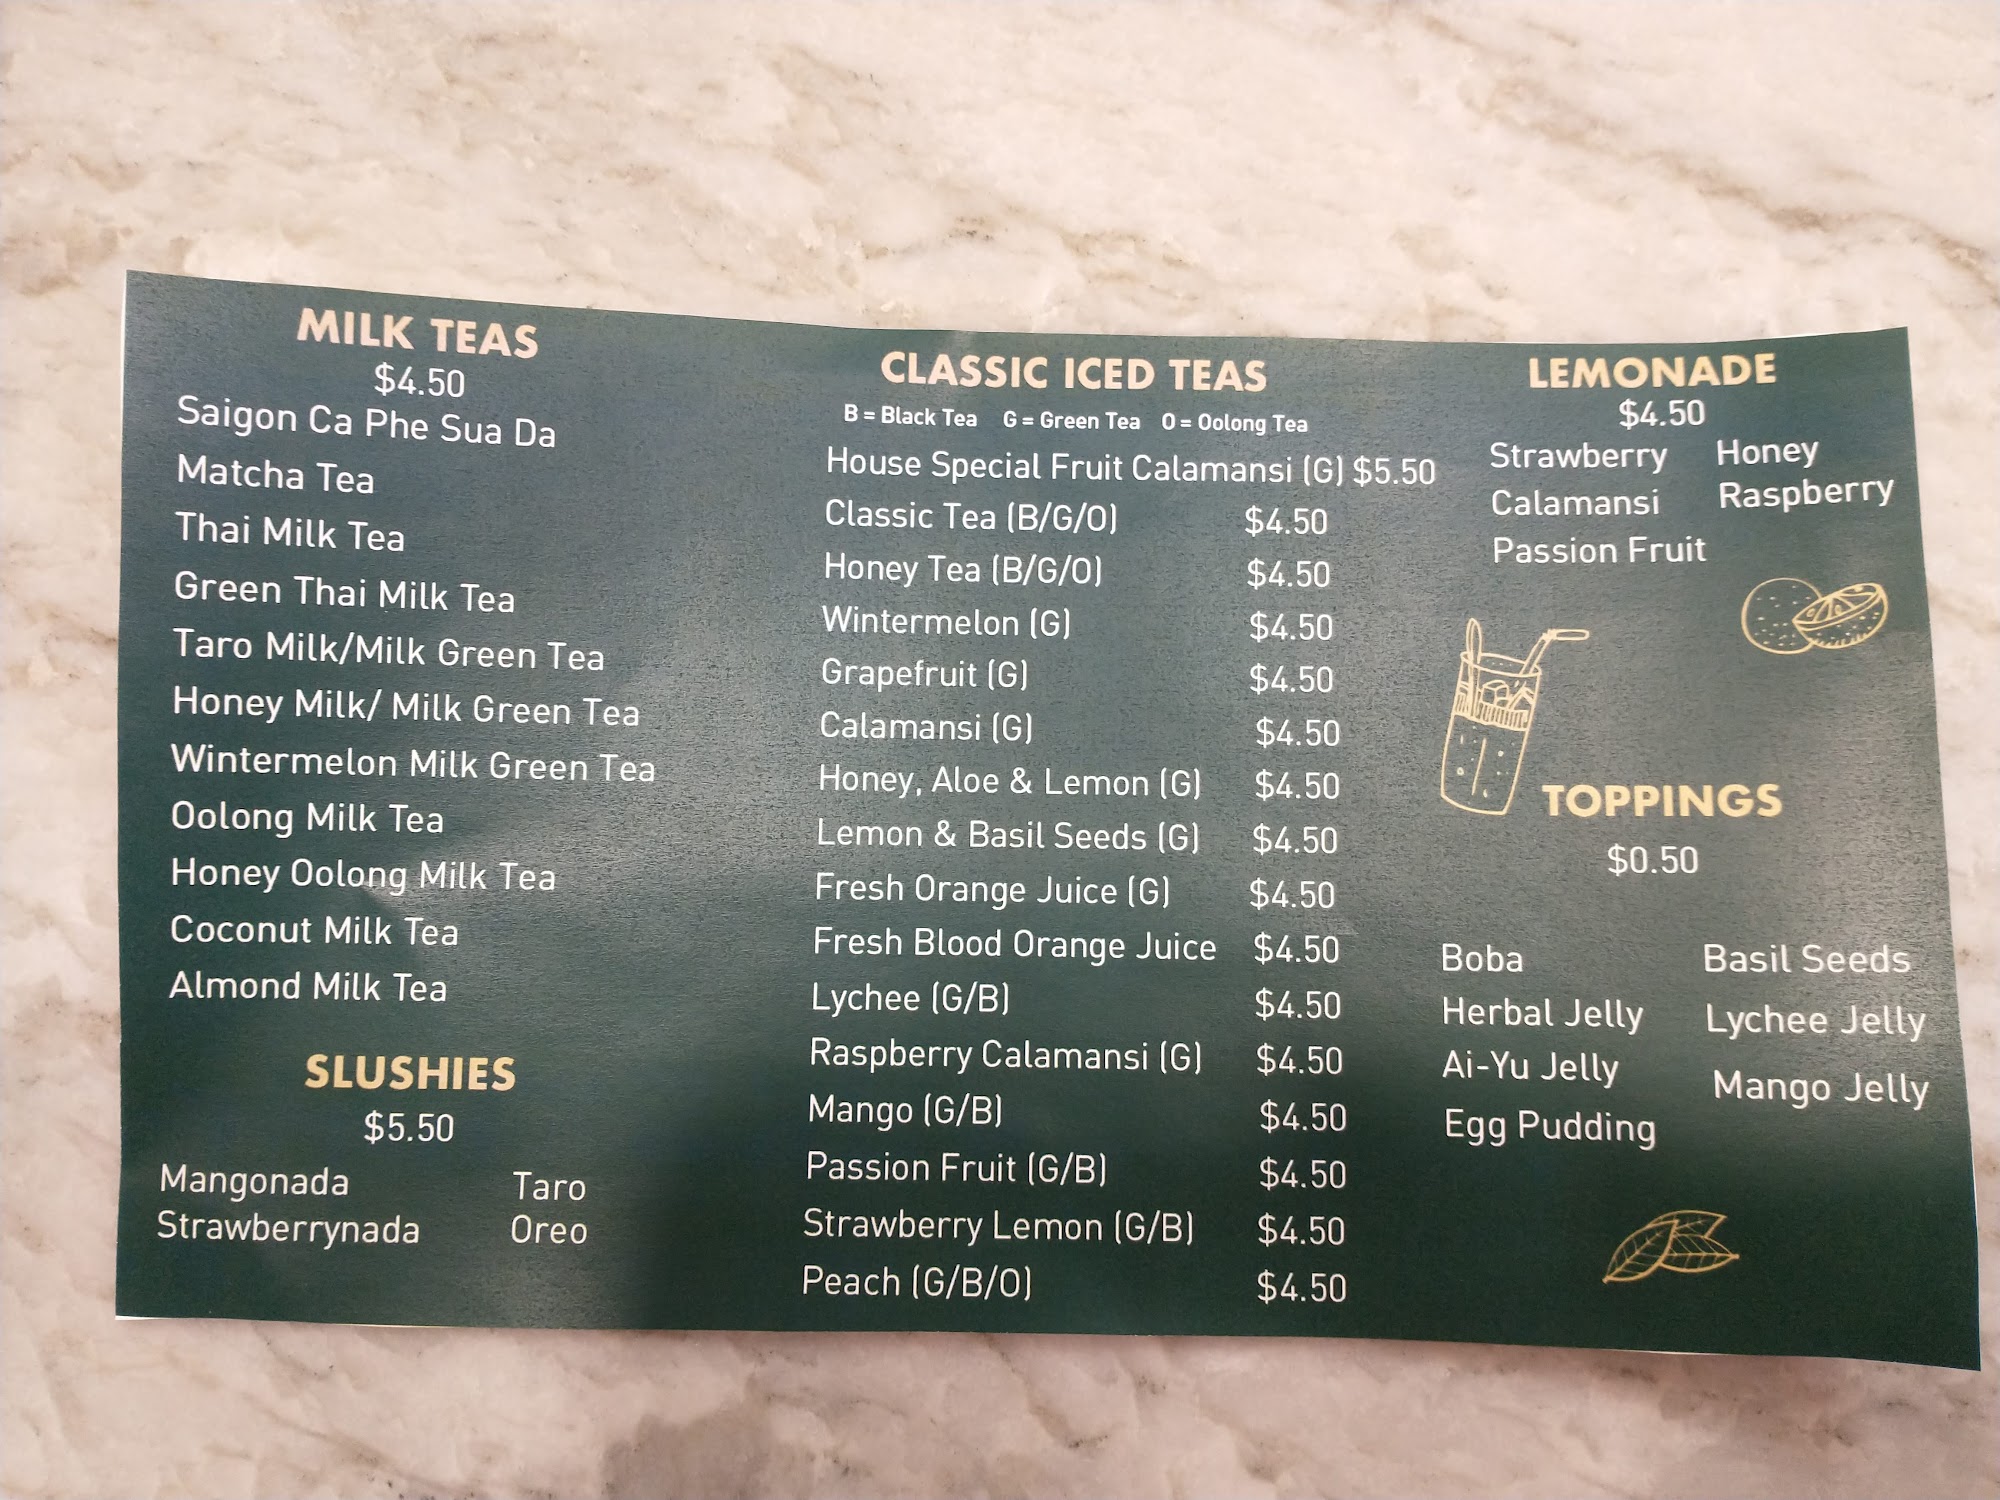 MILK TEAS
$4.50
Saigon Ca Phe Sua Da
Matcha Tea
Thai Milk Tea
Green Thai Milk Tea
Taro Milk/Milk Green Tea
Honey Milk/ Milk Green Tea
Wintermelon Milk Green Tea
Oolong Milk Tea
Honey Oolong Milk Tea
Coconut Milk Tea
Almond Milk Tea
SLUSHIES
$5.50
Mangonada Taro
Strawberrynada Oreo
CLASSIC ICED TEAS
B = Black Tea G = Green Tea O = Oolong Tea
House Special Fruit Calamansi (G) $5.50
Classic Tea (B/G/O) $4.50
Honey Tea (B/G/O) $4.50
Wintermelon (G) $4.50
Grapefruit (G) $4.50
Calamansi (G) $4.50
Honey, Aloe & Lemon (G) $4.50
Lemon & Basil Seeds (G) $4.50
Fresh Orange Juice (G) $4.50
Fresh Blood Orange Juice $4.50
Lychee (G/B) $4.50
Raspberry Calamansi (G) $4.50
Mango (G/B) $4.50
Passion Fruit (G/B) $4.50
Strawberry Lemon (G/B) $4.50
Peach (G/B/O) $4.50
LEMONADE
$4.50
Strawberry Honey
Calamansi Raspberry
Passion Fruit
TOPPINGS
$0.50
Boba Basil Seeds
Herbal Jelly Lychee Jelly
Ai-Yu Jelly Mango Jelly
Egg Pudding